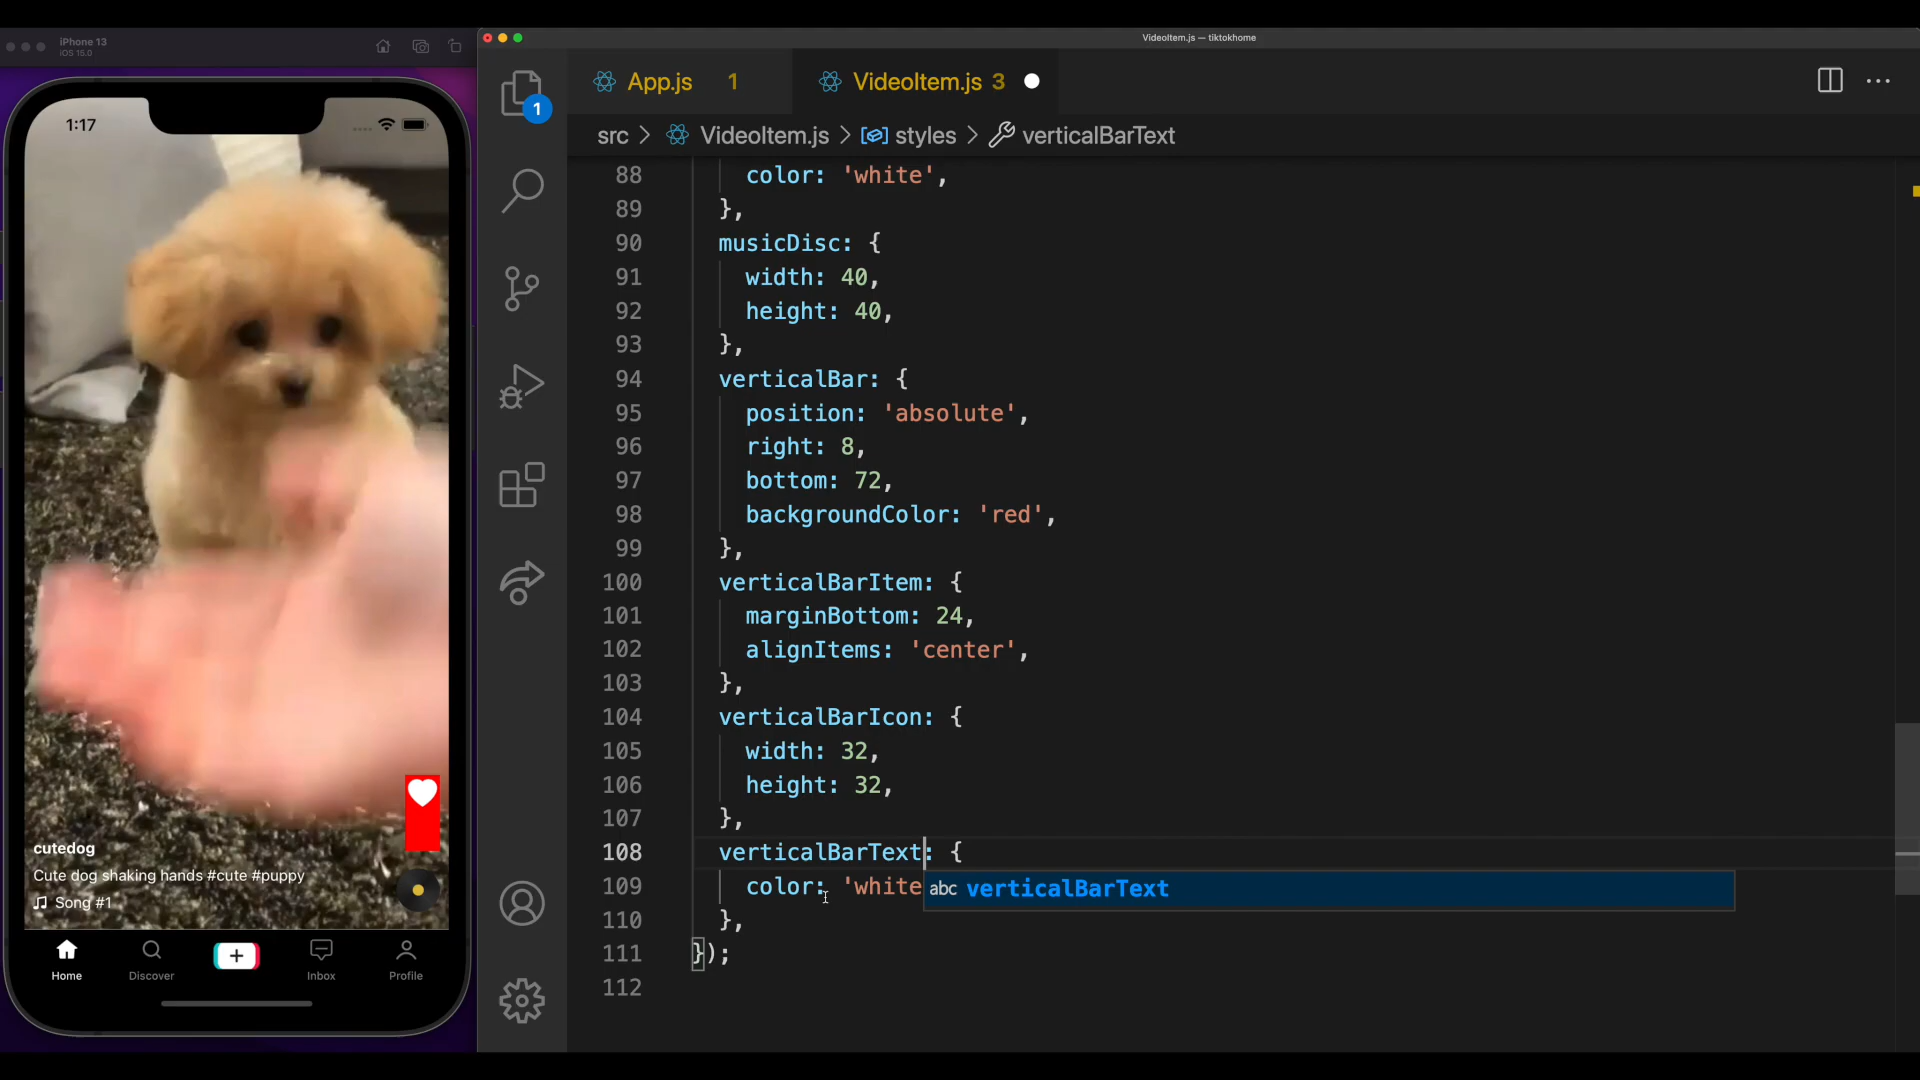 iPhone 13
iOS 15.0
1:17
cutedog
Cute dog shaking hands #cute #puppy
Song #1
Home
Discover
Inbox
Profile
VideoItem.js — tiktokhome
1
App.js 1
VideoItem.js 3
src > VideoItem.js > styles > verticalBarText
88 color: 'white',
89 },
90 musicDisc: {
91 width: 40,
92 height: 40,
93 },
94 verticalBar: {
95 position: 'absolute',
96 right: 8,
97 bottom: 72,
98 backgroundColor: 'red',
99 },
100 verticalBarItem: {
101 marginBottom: 24,
102 alignItems: 'center',
103 },
104 verticalBarIcon: {
105 width: 32,
106 height: 32,
107 },
108 verticalBarText: {
109 color: 'white
abc verticalBarText
110 },
111 });
112